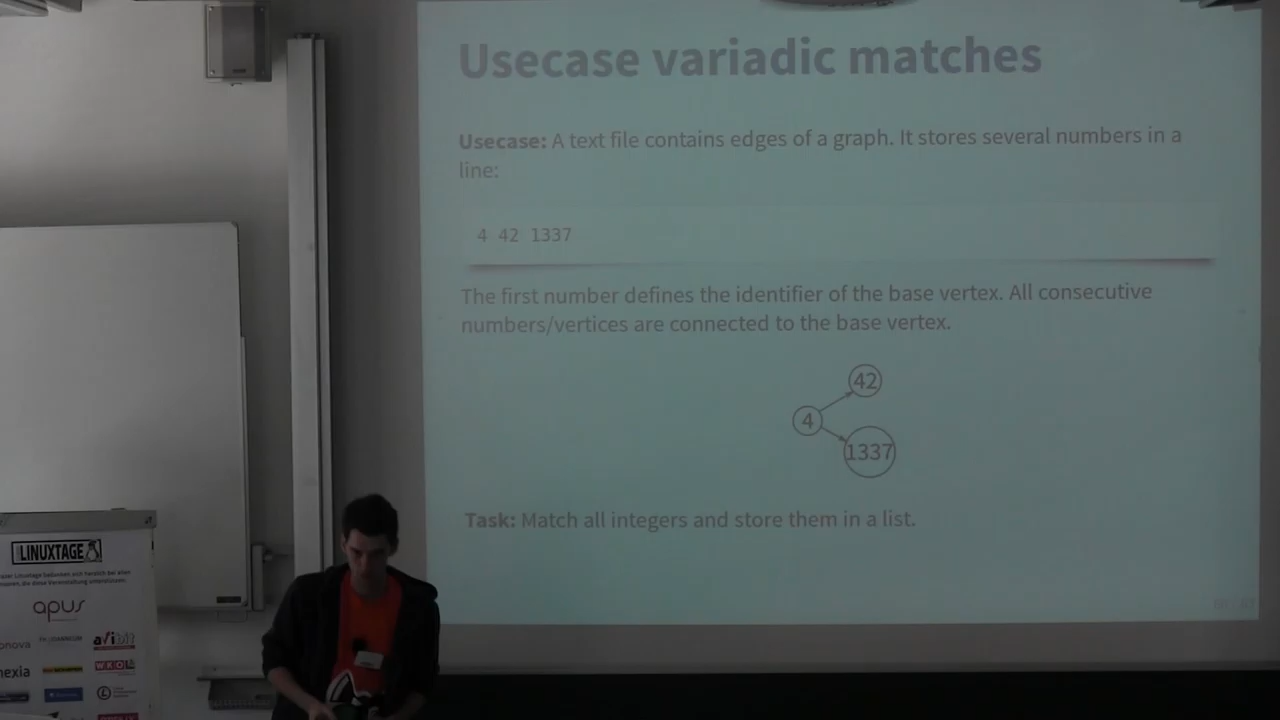 Usecase variadic matches
Usecase: A text file contains edges of a graph. It stores several numbers in a
line:
4 42 1337
The first number defines the identifier of the base vertex. All consecutive
numbers/vertices are connected to the base vertex.
42
4
1337
Task: Match all integers and store them in a list.
LINUXTAGE
apus
avibit
WKO